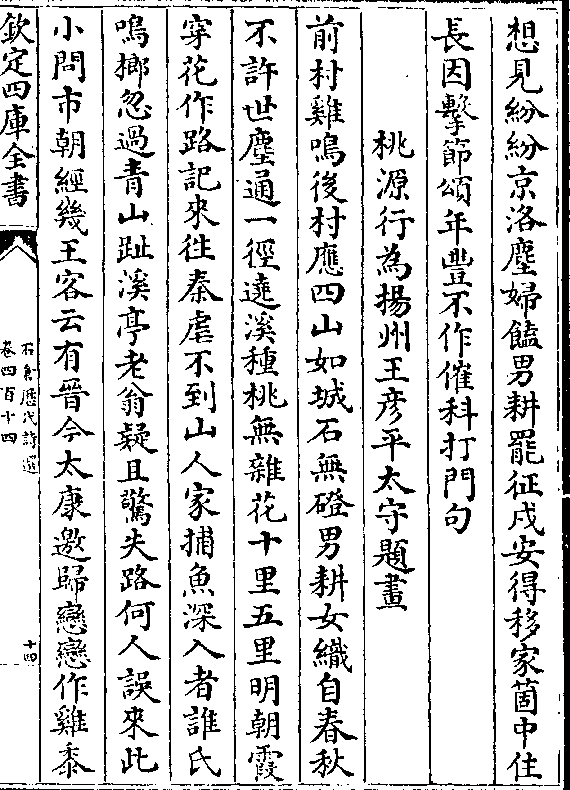 想見紛紛京洛塵婦饁男耕罷征戍安得移家箇中住
長因擊節頌年豐不作催科打門句
桃源行為揚州王彦平太守題畫
前村雞鳴後村應四山如城石無磴男耕女織自春秋
不許世塵通一徑遶溪種桃無雜花十里五里明朝霞
穿花作路記來徃秦虐不到山人家捕魚深入者誰氏
鳴榔忽過青山趾溪亭老翁疑且驚失路何人誤來此
小問市朝經幾王客云有晉今太康邀歸戀戀作雞黍
欽定四庫全書
石倉歷代詩選
卷四百十四
十四